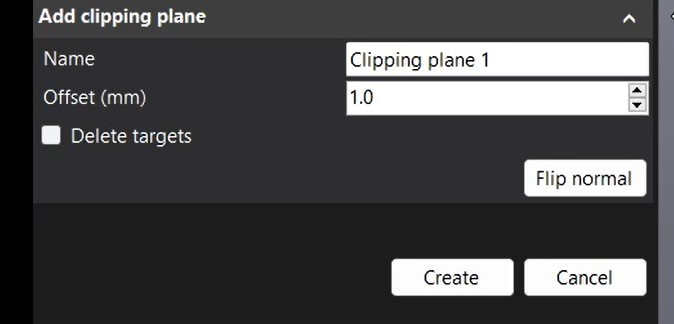 Add clipping plane
Name Clipping plane 1
Offset (mm) 1.0
Delete targets
Flip normal
Create Cancel